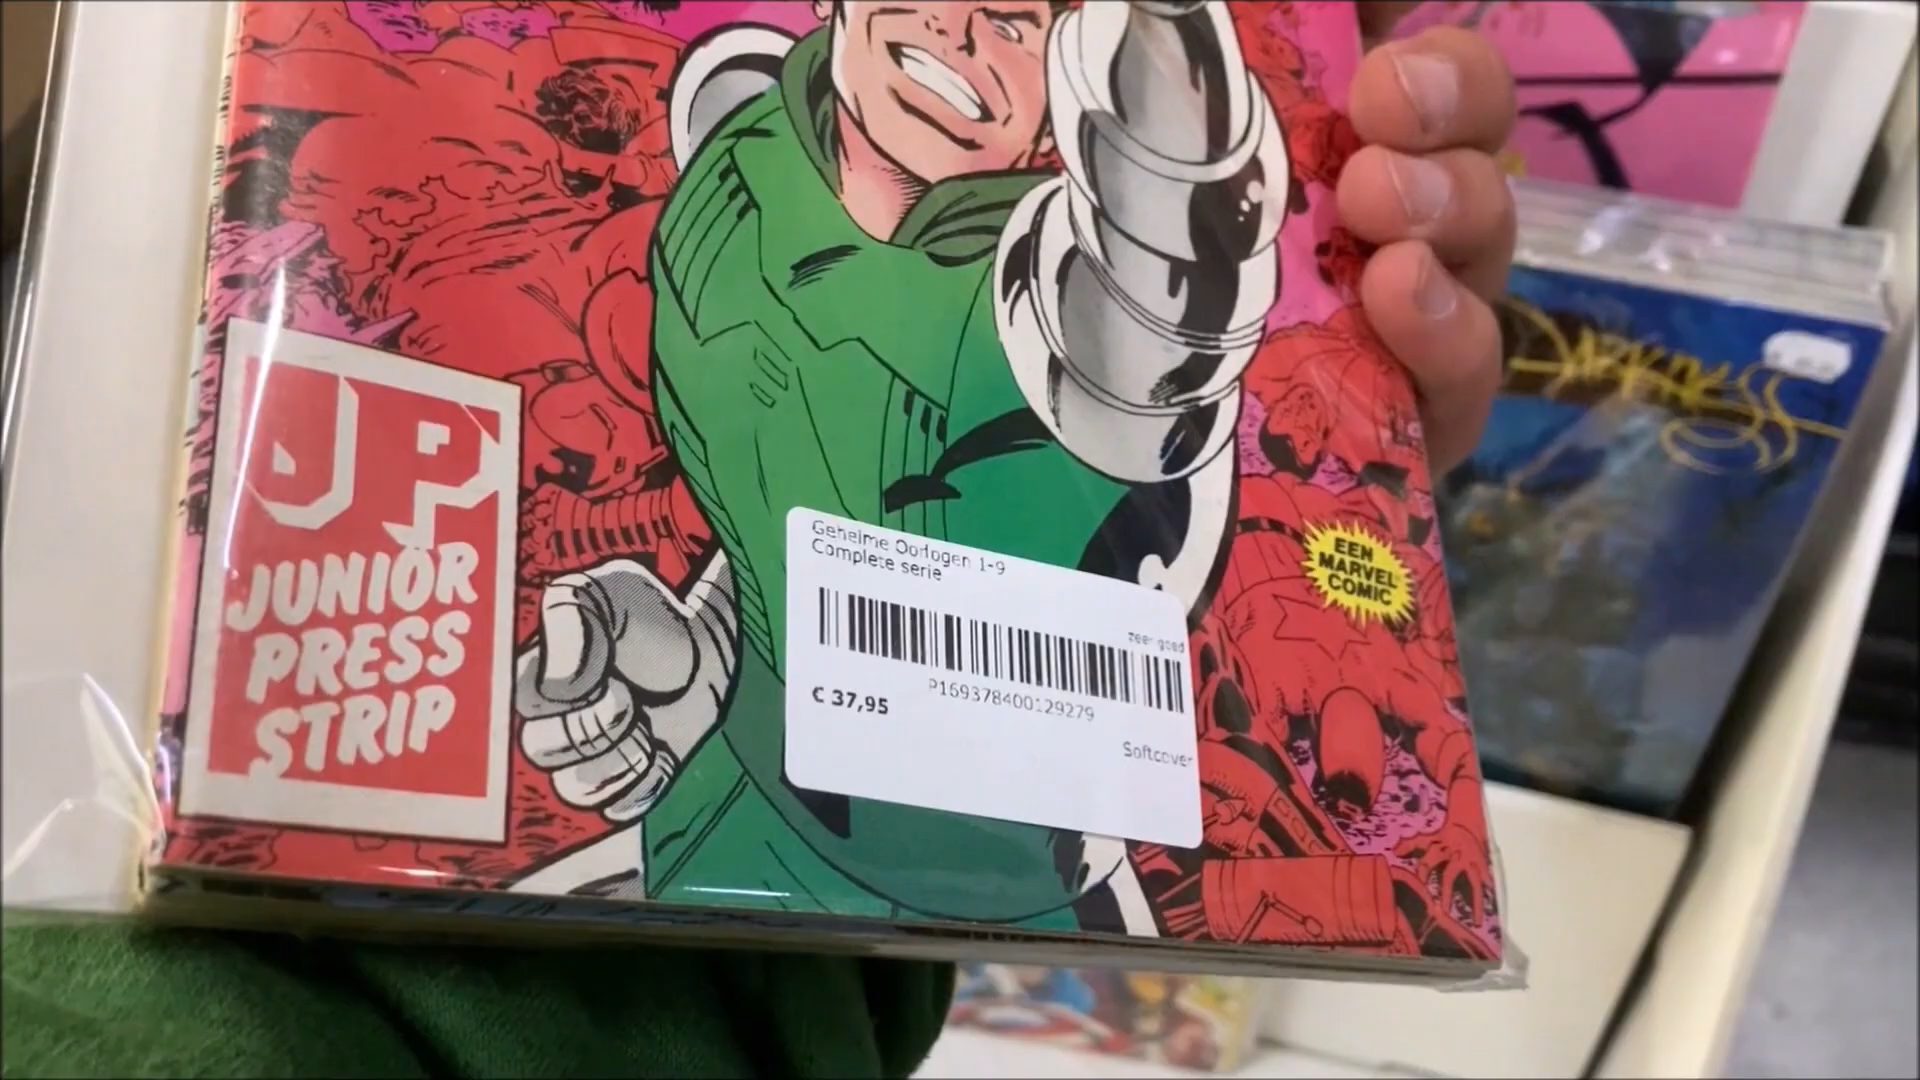 JP
JUNIOR
PRESS
STRIP
Geheime Oorlogen 1-9
Complete serie
zeer goed
P169378400129279
€ 37,95
Softcover
EEN
MARVEL
COMIC
DARKNESS